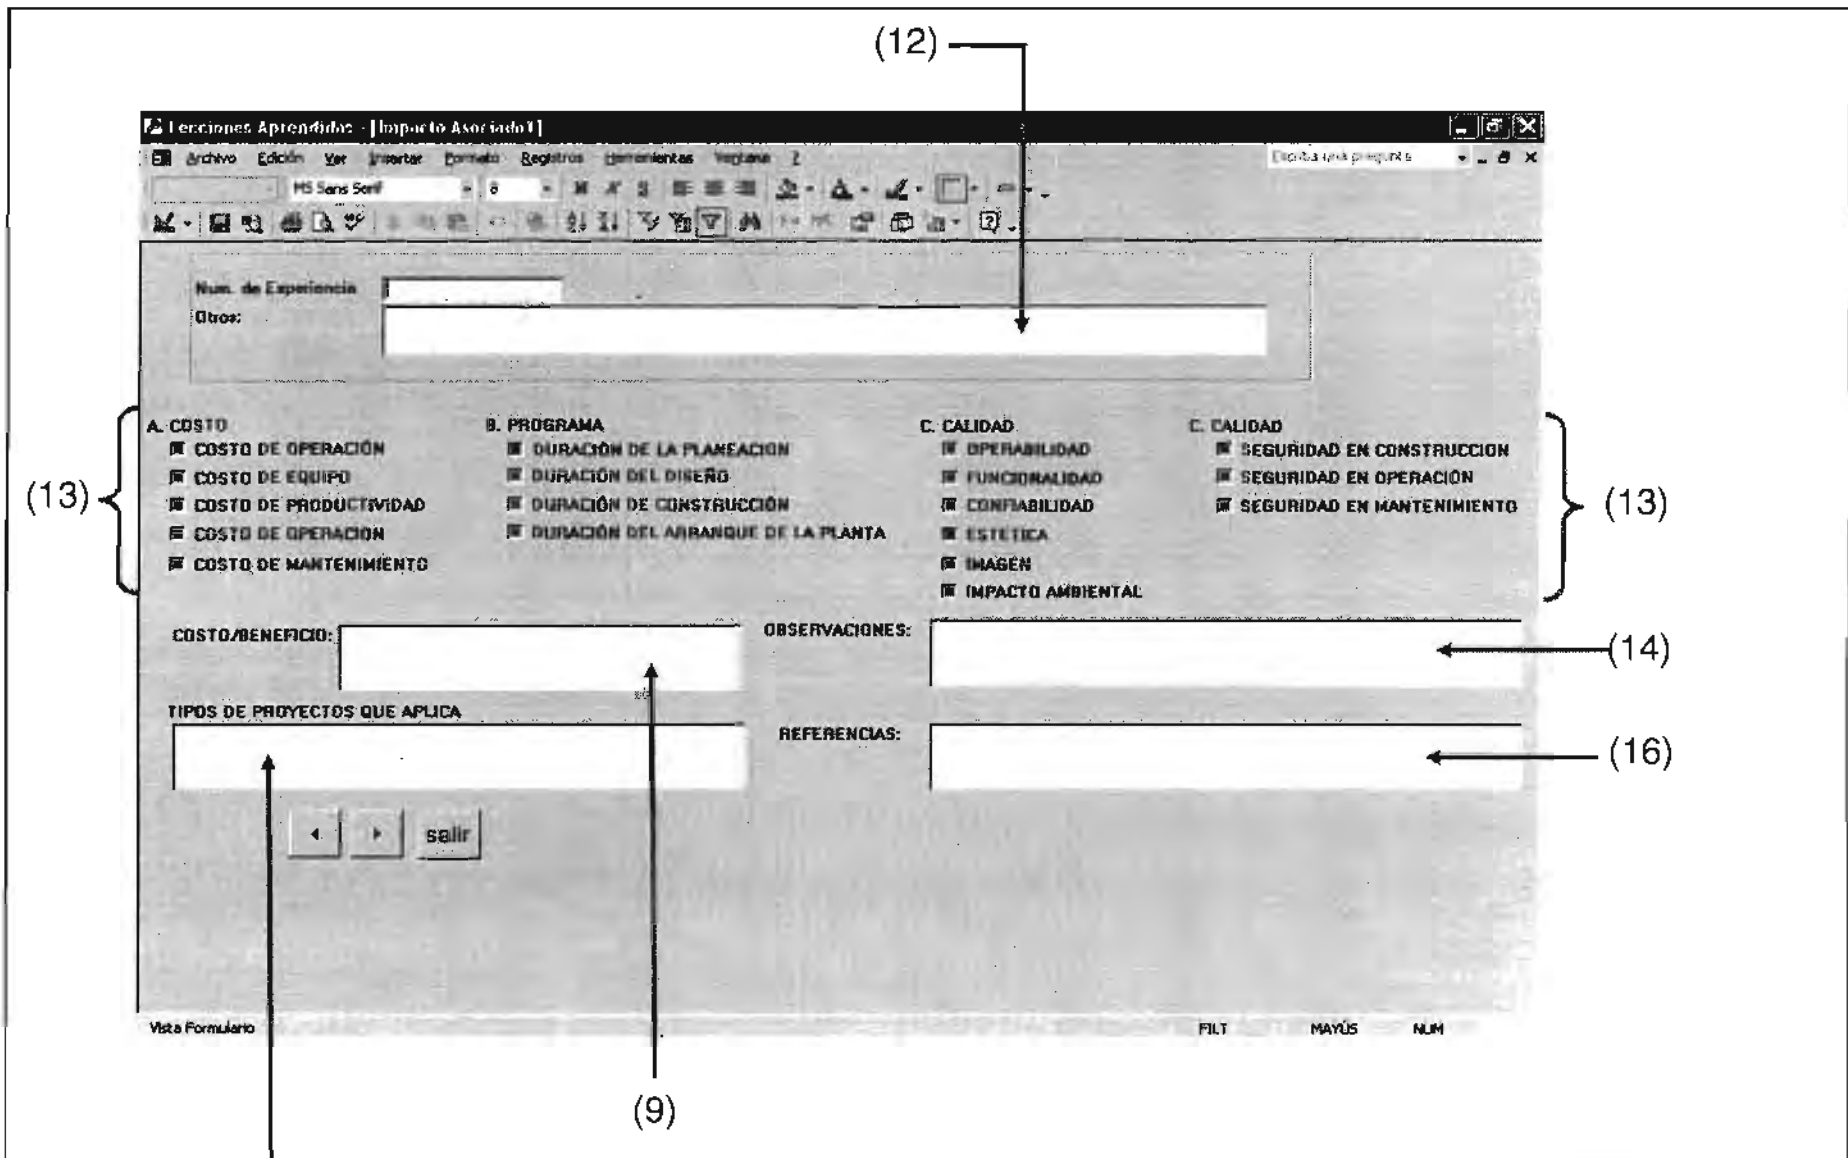 (12)
Lecciones Aprendidas - [Impacto Asociado1]
Archivo Edición Ver Insertar Formato Registros Herramientas Ventana ? Escriba una pregunta
MS Sans Serif 8
Num. de Experiencia
Otros:
A. COSTO B. PROGRAMA C. CALIDAD C. CALIDAD
COSTO DE OPERACIÓN DURACIÓN DE LA PLANEACION OPERABILIDAD SEGURIDAD EN CONSTRUCCION
COSTO DE EQUIPO DURACIÓN DEL DISEÑO FUNCIONALIDAD SEGURIDAD EN OPERACIÓN
(13) COSTO DE PRODUCTIVIDAD DURACIÓN DE CONSTRUCCIÓN CONFIABILIDAD SEGURIDAD EN MANTENIMIENTO (13)
COSTO DE OPERACIÓN DURACIÓN DEL ARRANQUE DE LA PLANTA ESTETICA
COSTO DE MANTENIMIENTO IMAGEN
IMPACTO AMBIENTAL
COSTO/BENEFICIO: OBSERVACIONES:
(14)
TIPOS DE PROYECTOS QUE APLICA
REFERENCIAS:
(16)
salir
Vista Formulario FILT MAYÚS NUM
(9)